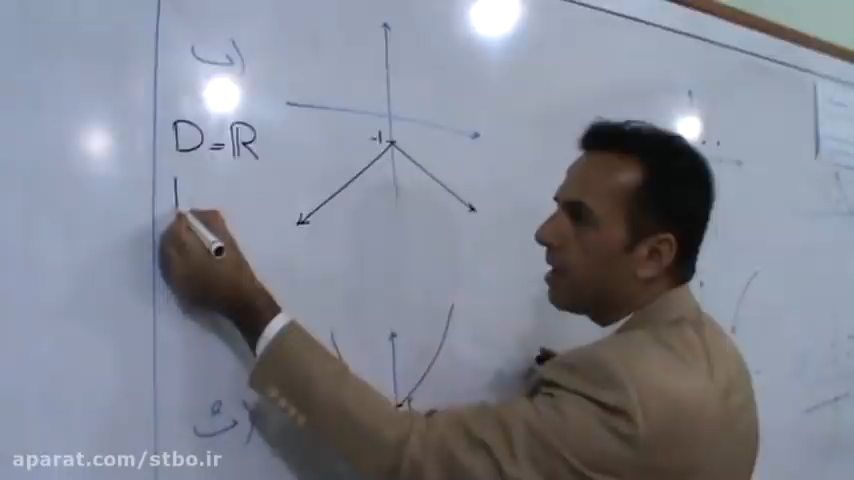 ب)
D = ℝ
-1
ث)
aparat.com/stbo.ir